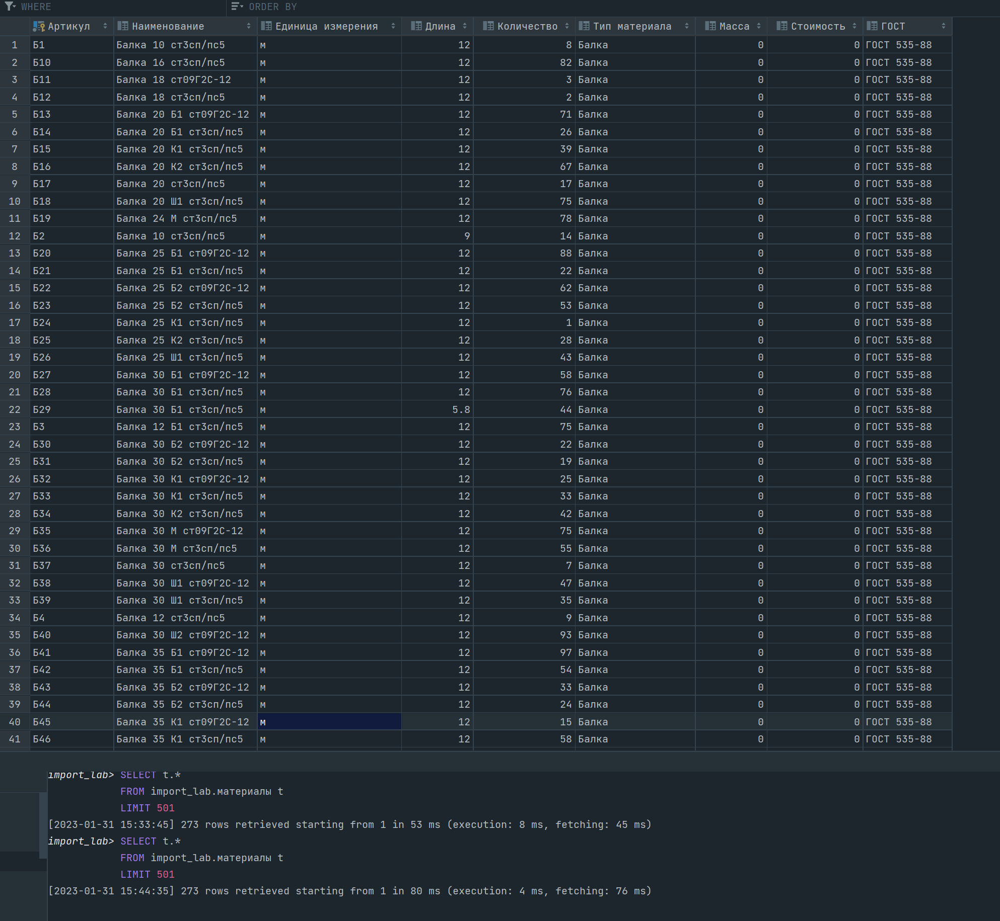 WHERE ORDER BY
Артикул Наименование Единица измерения Длина Количество Тип материала Масса Стоимость ГОСТ
1 Б1 Балка 10 ст3сп/пс5 м 12 8 Балка 0 0 ГОСТ 535-88
2 Б10 Балка 16 ст3сп/пс5 м 12 82 Балка 0 0 ГОСТ 535-88
3 Б11 Балка 18 ст09Г2С-12 м 12 3 Балка 0 0 ГОСТ 535-88
4 Б12 Балка 18 ст3сп/пс5 м 12 2 Балка 0 0 ГОСТ 535-88
5 Б13 Балка 20 Б1 ст09Г2С-12 м 12 71 Балка 0 0 ГОСТ 535-88
6 Б14 Балка 20 Б1 ст3сп/пс5 м 12 26 Балка 0 0 ГОСТ 535-88
7 Б15 Балка 20 К1 ст3сп/пс5 м 12 39 Балка 0 0 ГОСТ 535-88
8 Б16 Балка 20 К2 ст3сп/пс5 м 12 67 Балка 0 0 ГОСТ 535-88
9 Б17 Балка 20 ст3сп/пс5 м 12 17 Балка 0 0 ГОСТ 535-88
10 Б18 Балка 20 Ш1 ст3сп/пс5 м 12 75 Балка 0 0 ГОСТ 535-88
11 Б19 Балка 24 М ст3сп/пс5 м 12 78 Балка 0 0 ГОСТ 535-88
12 Б2 Балка 10 ст3сп/пс5 м 9 14 Балка 0 0 ГОСТ 535-88
13 Б20 Балка 25 Б1 ст09Г2С-12 м 12 88 Балка 0 0 ГОСТ 535-88
14 Б21 Балка 25 Б1 ст3сп/пс5 м 12 22 Балка 0 0 ГОСТ 535-88
15 Б22 Балка 25 Б2 ст09Г2С-12 м 12 62 Балка 0 0 ГОСТ 535-88
16 Б23 Балка 25 Б2 ст3сп/пс5 м 12 53 Балка 0 0 ГОСТ 535-88
17 Б24 Балка 25 К1 ст3сп/пс5 м 12 1 Балка 0 0 ГОСТ 535-88
18 Б25 Балка 25 К2 ст3сп/пс5 м 12 28 Балка 0 0 ГОСТ 535-88
19 Б26 Балка 25 Ш1 ст3сп/пс5 м 12 43 Балка 0 0 ГОСТ 535-88
20 Б27 Балка 30 Б1 ст09Г2С-12 м 12 58 Балка 0 0 ГОСТ 535-88
21 Б28 Балка 30 Б1 ст3сп/пс5 м 12 76 Балка 0 0 ГОСТ 535-88
22 Б29 Балка 30 Б1 ст3сп/пс5 м 5.8 44 Балка 0 0 ГОСТ 535-88
23 Б3 Балка 12 Б1 ст3сп/пс5 м 12 75 Балка 0 0 ГОСТ 535-88
24 Б30 Балка 30 Б2 ст09Г2С-12 м 12 22 Балка 0 0 ГОСТ 535-88
25 Б31 Балка 30 Б2 ст3сп/пс5 м 12 19 Балка 0 0 ГОСТ 535-88
26 Б32 Балка 30 К1 ст09Г2С-12 м 12 25 Балка 0 0 ГОСТ 535-88
27 Б33 Балка 30 К1 ст3сп/пс5 м 12 33 Балка 0 0 ГОСТ 535-88
28 Б34 Балка 30 К2 ст3сп/пс5 м 12 42 Балка 0 0 ГОСТ 535-88
29 Б35 Балка 30 М ст09Г2С-12 м 12 75 Балка 0 0 ГОСТ 535-88
30 Б36 Балка 30 М ст3сп/пс5 м 12 55 Балка 0 0 ГОСТ 535-88
31 Б37 Балка 30 ст3сп/пс5 м 12 7 Балка 0 0 ГОСТ 535-88
32 Б38 Балка 30 Ш1 ст09Г2С-12 м 12 47 Балка 0 0 ГОСТ 535-88
33 Б39 Балка 30 Ш1 ст3сп/пс5 м 12 35 Балка 0 0 ГОСТ 535-88
34 Б4 Балка 12 ст3сп/пс5 м 12 9 Балка 0 0 ГОСТ 535-88
35 Б40 Балка 30 Ш2 ст09Г2С-12 м 12 93 Балка 0 0 ГОСТ 535-88
36 Б41 Балка 35 Б1 ст09Г2С-12 м 12 97 Балка 0 0 ГОСТ 535-88
37 Б42 Балка 35 Б1 ст3сп/пс5 м 12 54 Балка 0 0 ГОСТ 535-88
38 Б43 Балка 35 Б2 ст09Г2С-12 м 12 33 Балка 0 0 ГОСТ 535-88
39 Б44 Балка 35 Б2 ст3сп/пс5 м 12 24 Балка 0 0 ГОСТ 535-88
40 Б45 Балка 35 К1 ст09Г2С-12 м 12 15 Балка 0 0 ГОСТ 535-88
41 Б46 Балка 35 К1 ст3сп/пс5 м 12 58 Балка 0 0 ГОСТ 535-88
import_lab> SELECT t.*
FROM import_lab.материалы t
LIMIT 501
[2023-01-31 15:33:45] 273 rows retrieved starting from 1 in 53 ms (execution: 8 ms, fetching: 45 ms)
import_lab> SELECT t.*
FROM import_lab.материалы t
LIMIT 501
[2023-01-31 15:44:35] 273 rows retrieved starting from 1 in 80 ms (execution: 4 ms, fetching: 76 ms)